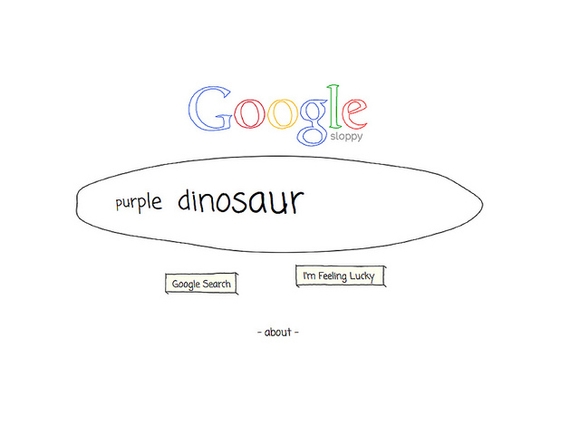 Google
sloppy
purple dinosaur
Google Search
I'm Feeling Lucky
- about -